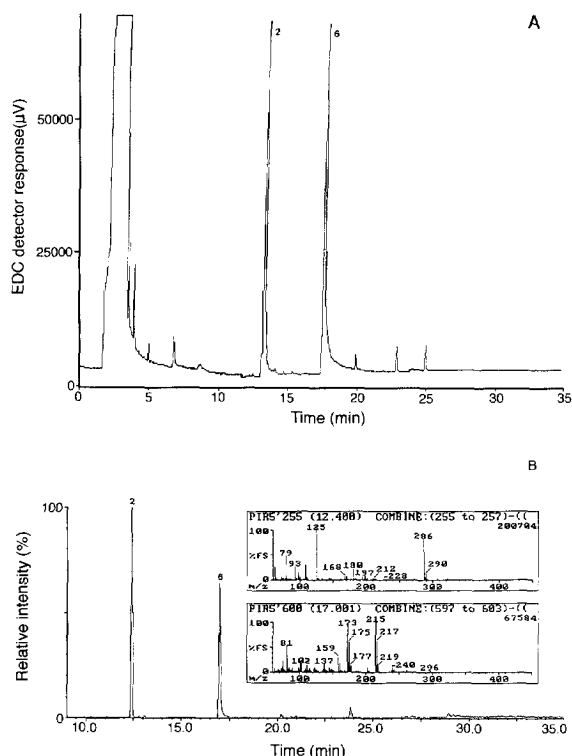 A
2
6
50000
25000
0
EDC detector response(µV)
0 5 10 15 20 25 35
Time (min)
B
100
2
6
0
Relative intensity (%)
10.0 15.0 20.0 25.0 30.0 35.0
Time (min)
PIR5'255 (12.400) COMBINE:(255 to 257)-((
200704
100
%FS
0
M/Z
125
286
79
93
168
180
197
212
228
290
100 200 300 400
PIR5'600 (17.001) COMBINE:(597 to 603)-((
67584
100
%FS
0
M/Z
173
215
175
217
81
159
102
137
177
219
240
296
100 200 300 400